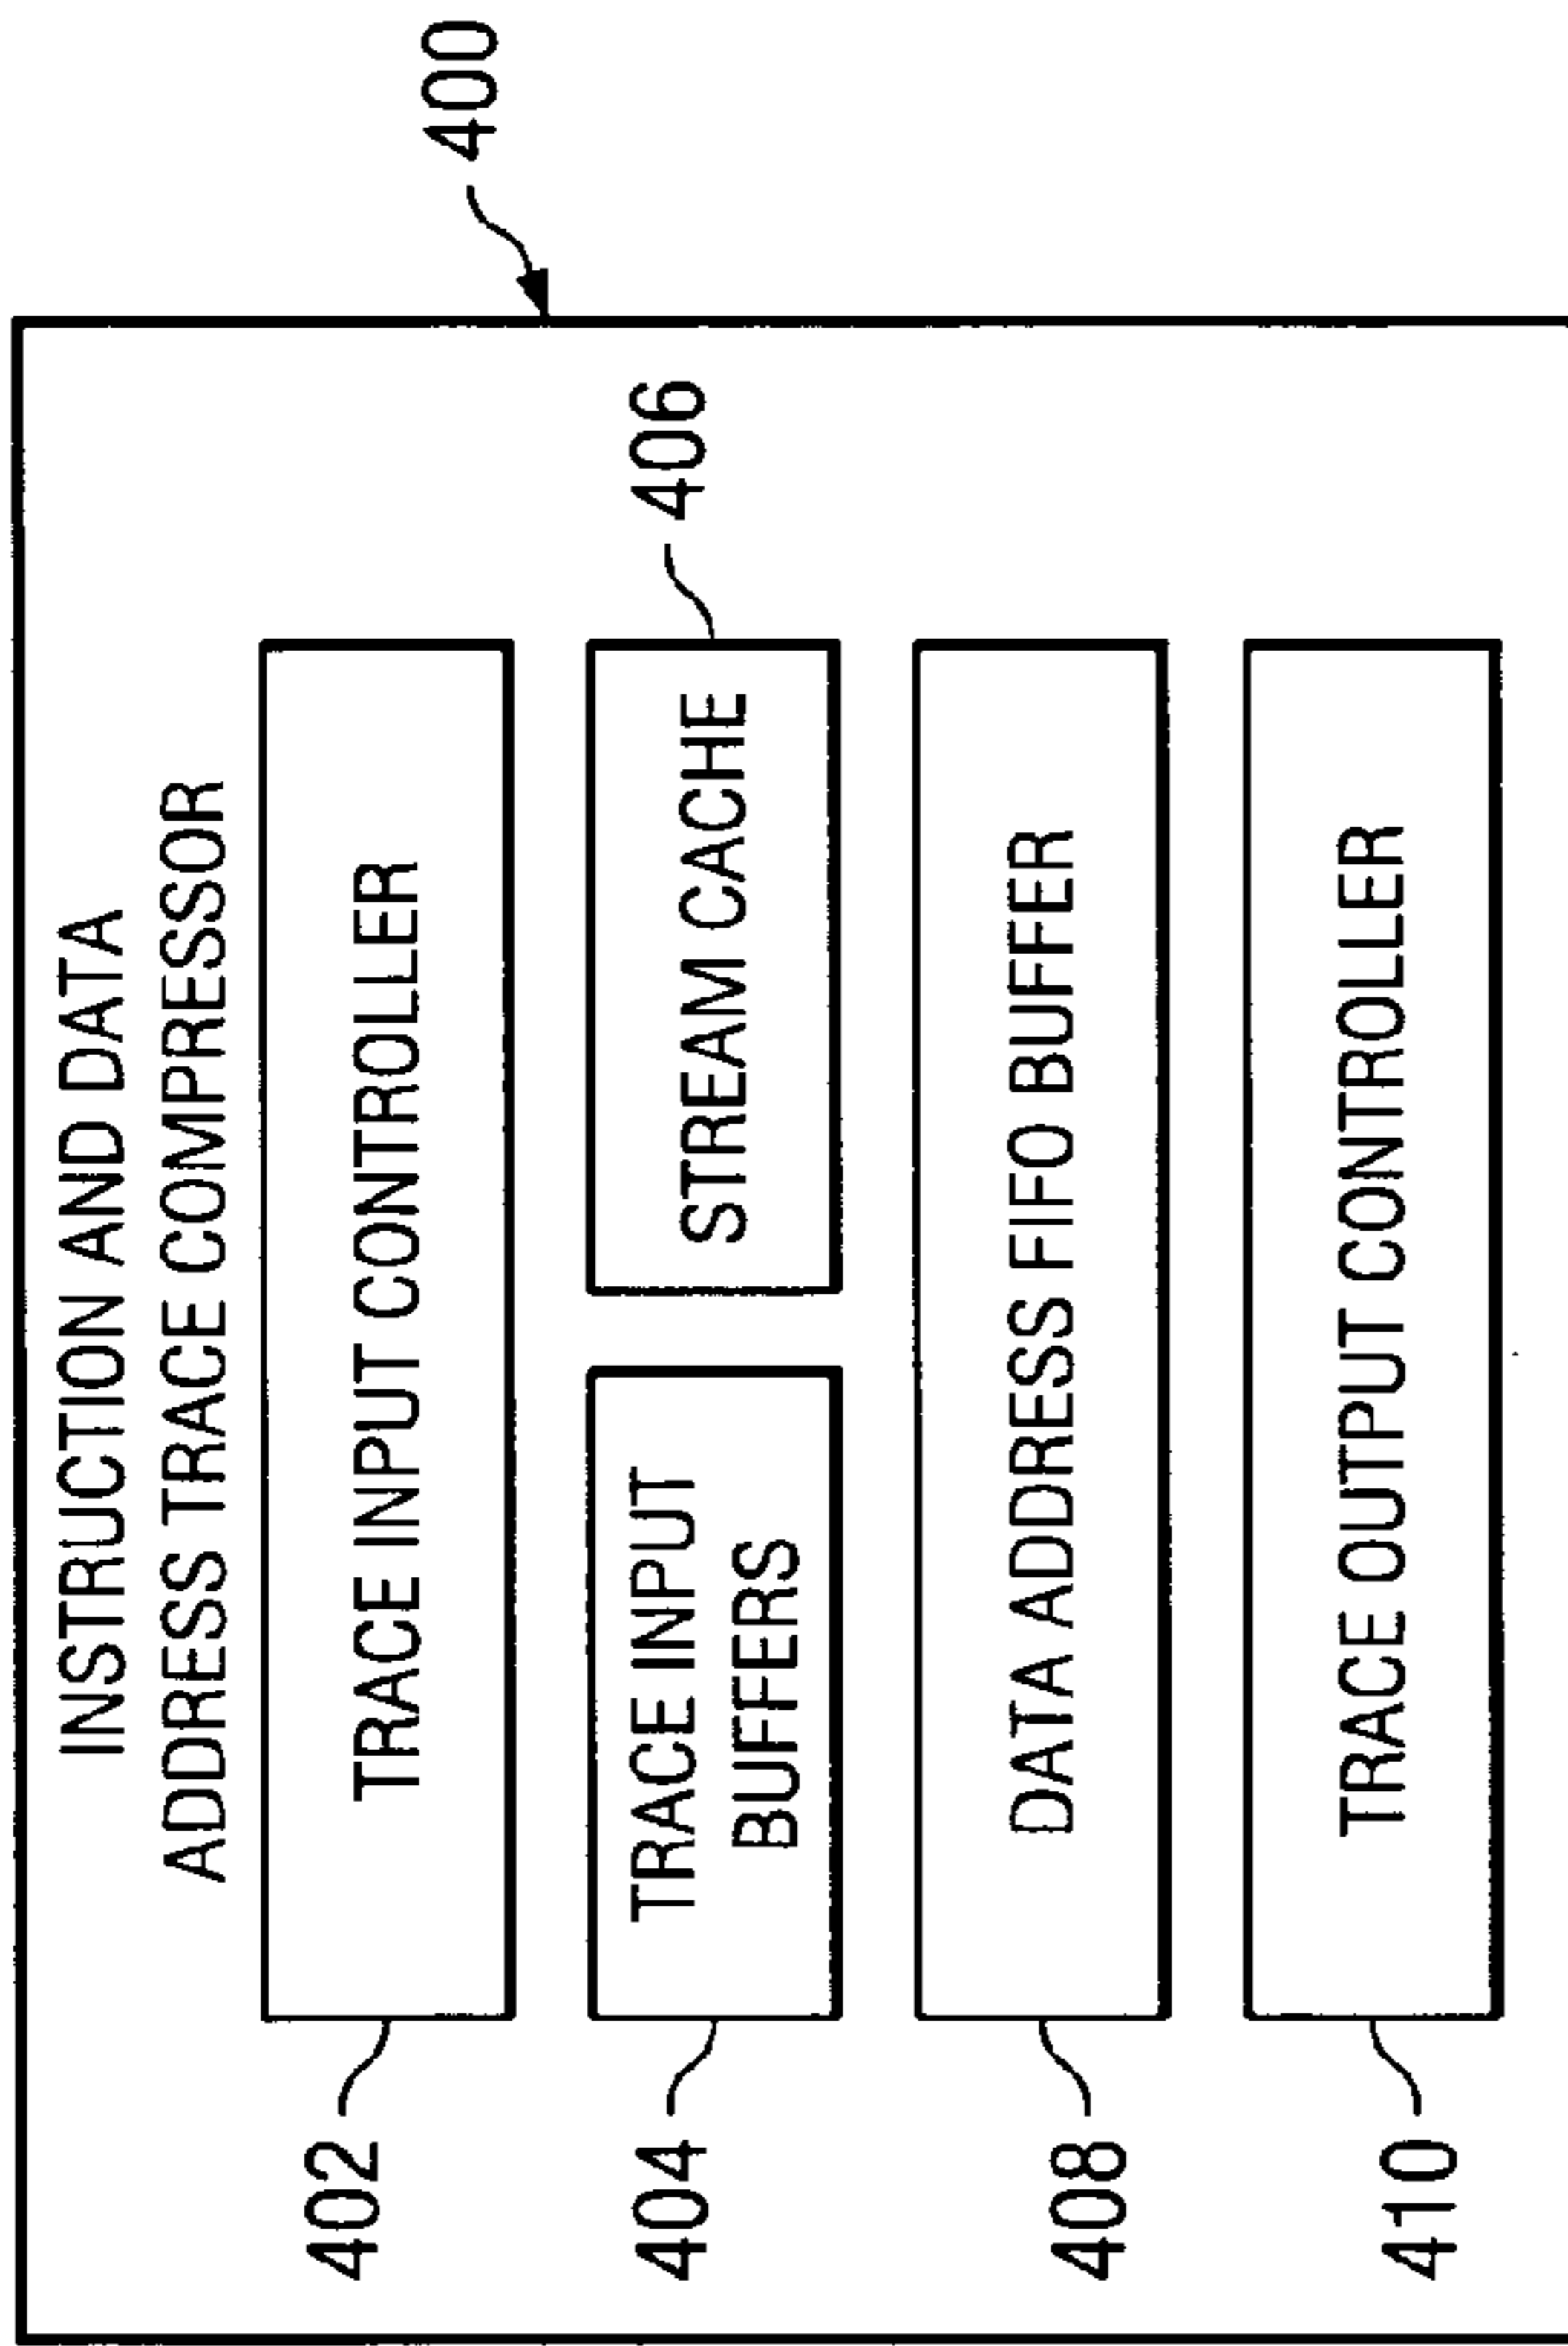 400
INSTRUCTION AND DATA
ADDRESS TRACE COMPRESSOR
402
TRACE INPUT CONTROLLER
404
TRACE INPUT
BUFFERS
STREAM CACHE
406
408
DATA ADDRESS FIFO BUFFER
410
TRACE OUTPUT CONTROLLER